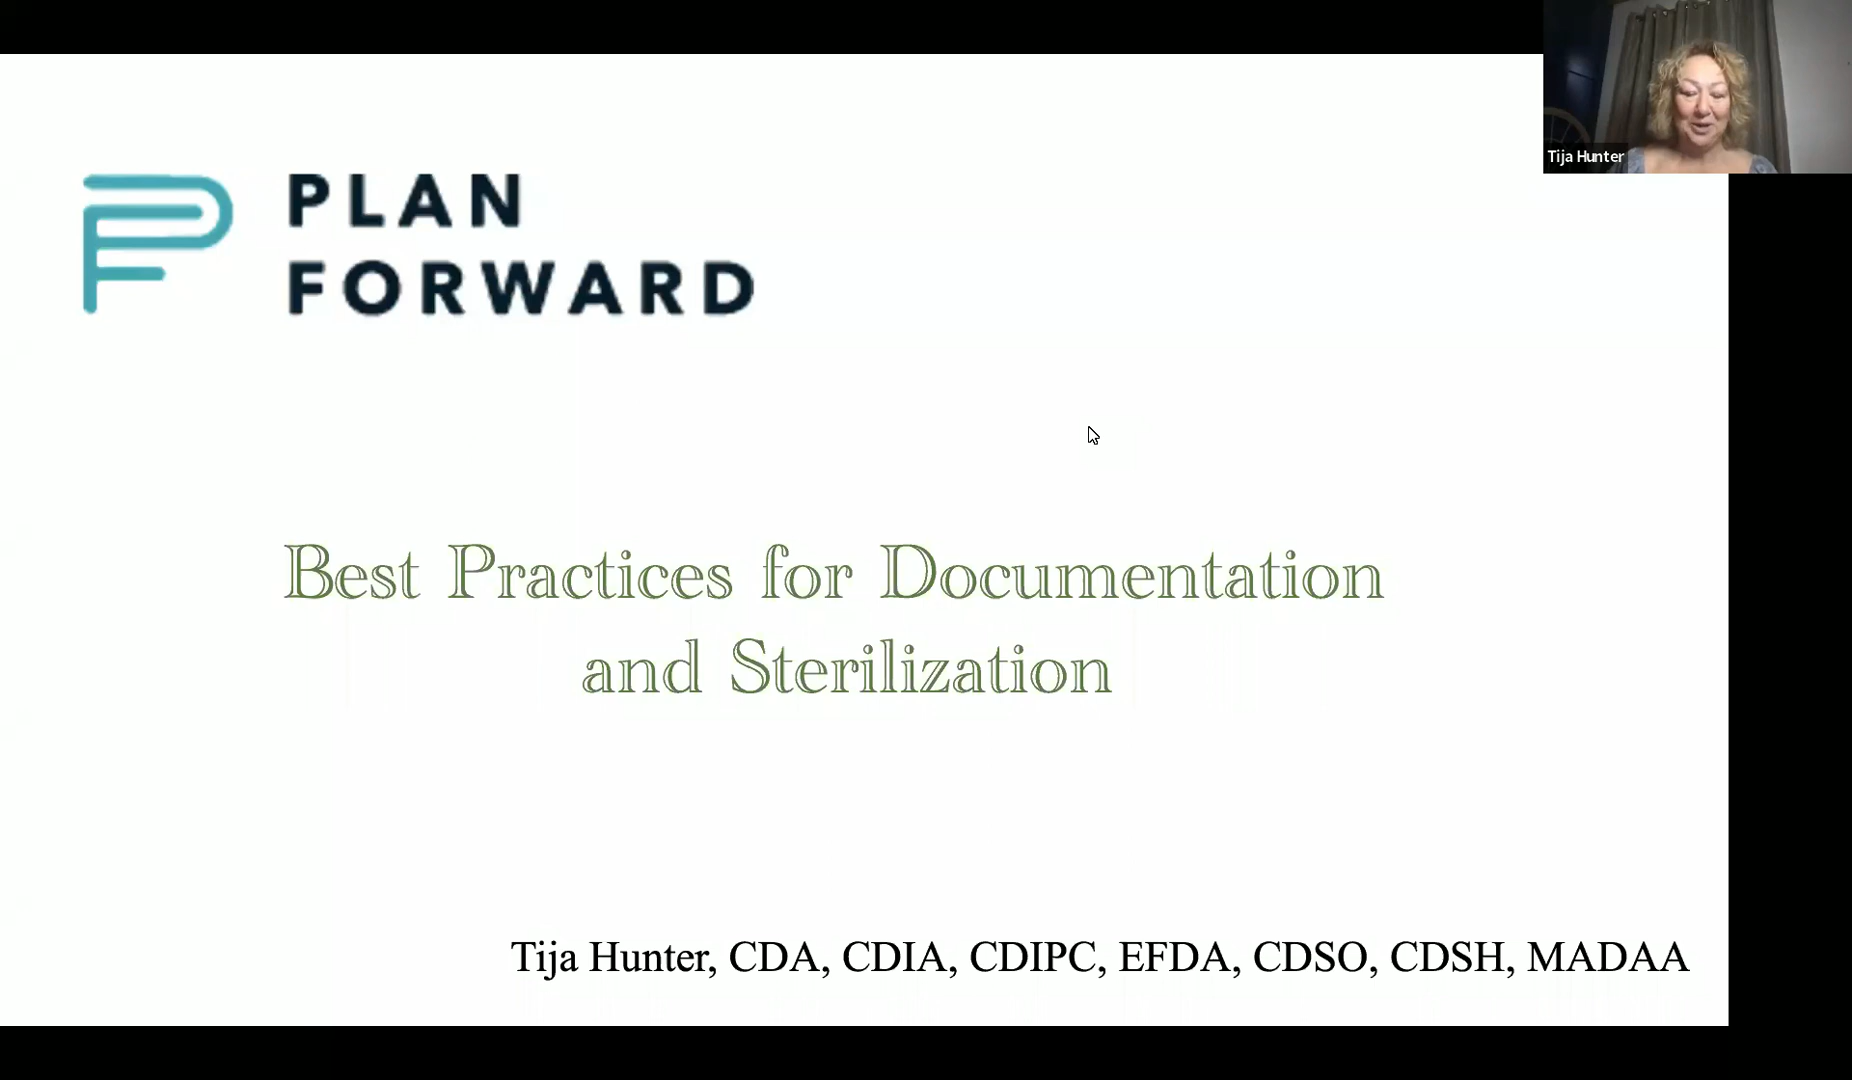 Tija Hunter
PLAN
FORWARD
Best Practices for Documentation
and Sterilization
Tija Hunter, CDA, CDIA, CDIPC, EFDA, CDSO, CDSH, MADAA